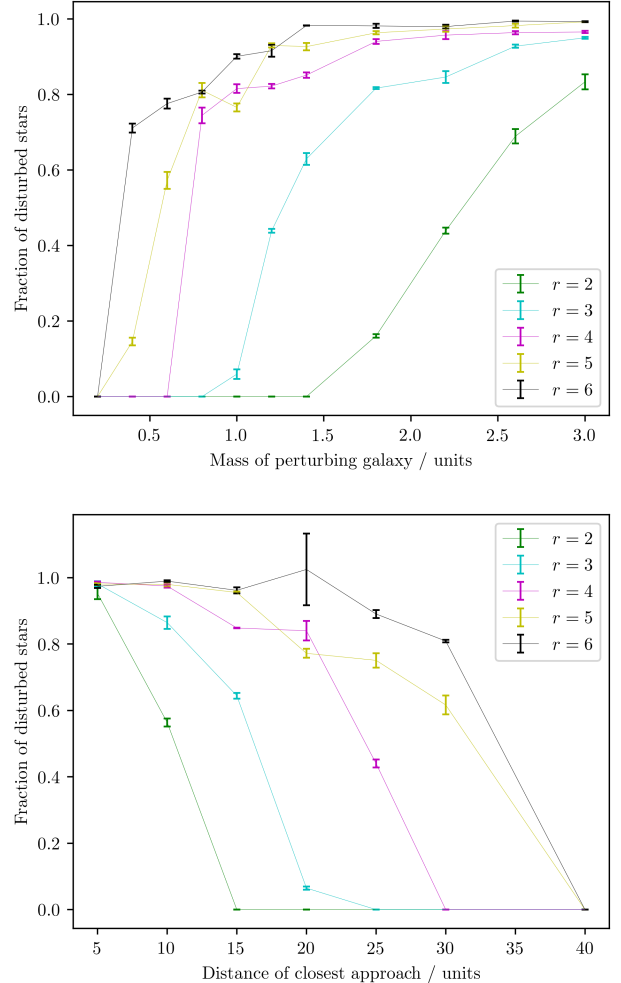 1.0
0.8
0.6
0.4
0.2
0.0
Fraction of disturbed stars
r = 2
r = 3
r = 4
r = 5
r = 6
0.5 1.0 1.5 2.0 2.5 3.0
Mass of perturbing galaxy / units
1.0
0.8
0.6
0.4
0.2
0.0
Fraction of disturbed stars
r = 2
r = 3
r = 4
r = 5
r = 6
5 10 15 20 25 30 35 40
Distance of closest approach / units